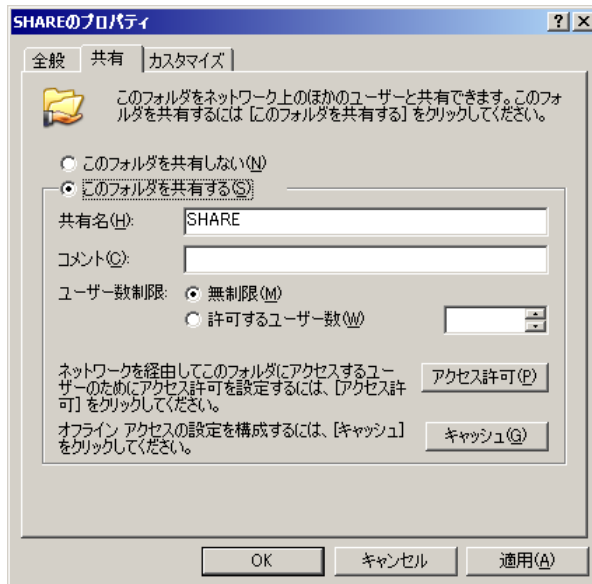 SHAREのプロパティ
全般
共有
カスタマイズ
このフォルダをネットワーク上のほかのユーザーと共有できます。このフォ
ルダを共有するには [このフォルダを共有する] をクリックしてください。
このフォルダを共有しない(N)
このフォルダを共有する(S)
共有名(H):
SHARE
コメント(C):
ユーザー数制限:
無制限(M)
許可するユーザー数(W)
ネットワークを経由してこのフォルダにアクセスするユー
ザーのためにアクセス許可を設定するには、[アクセス許
可] をクリックしてください。
アクセス許可(P)
オフライン アクセスの設定を構成するには、[キャッシュ]
をクリックしてください。
キャッシュ(G)
OK
キャンセル
適用(A)